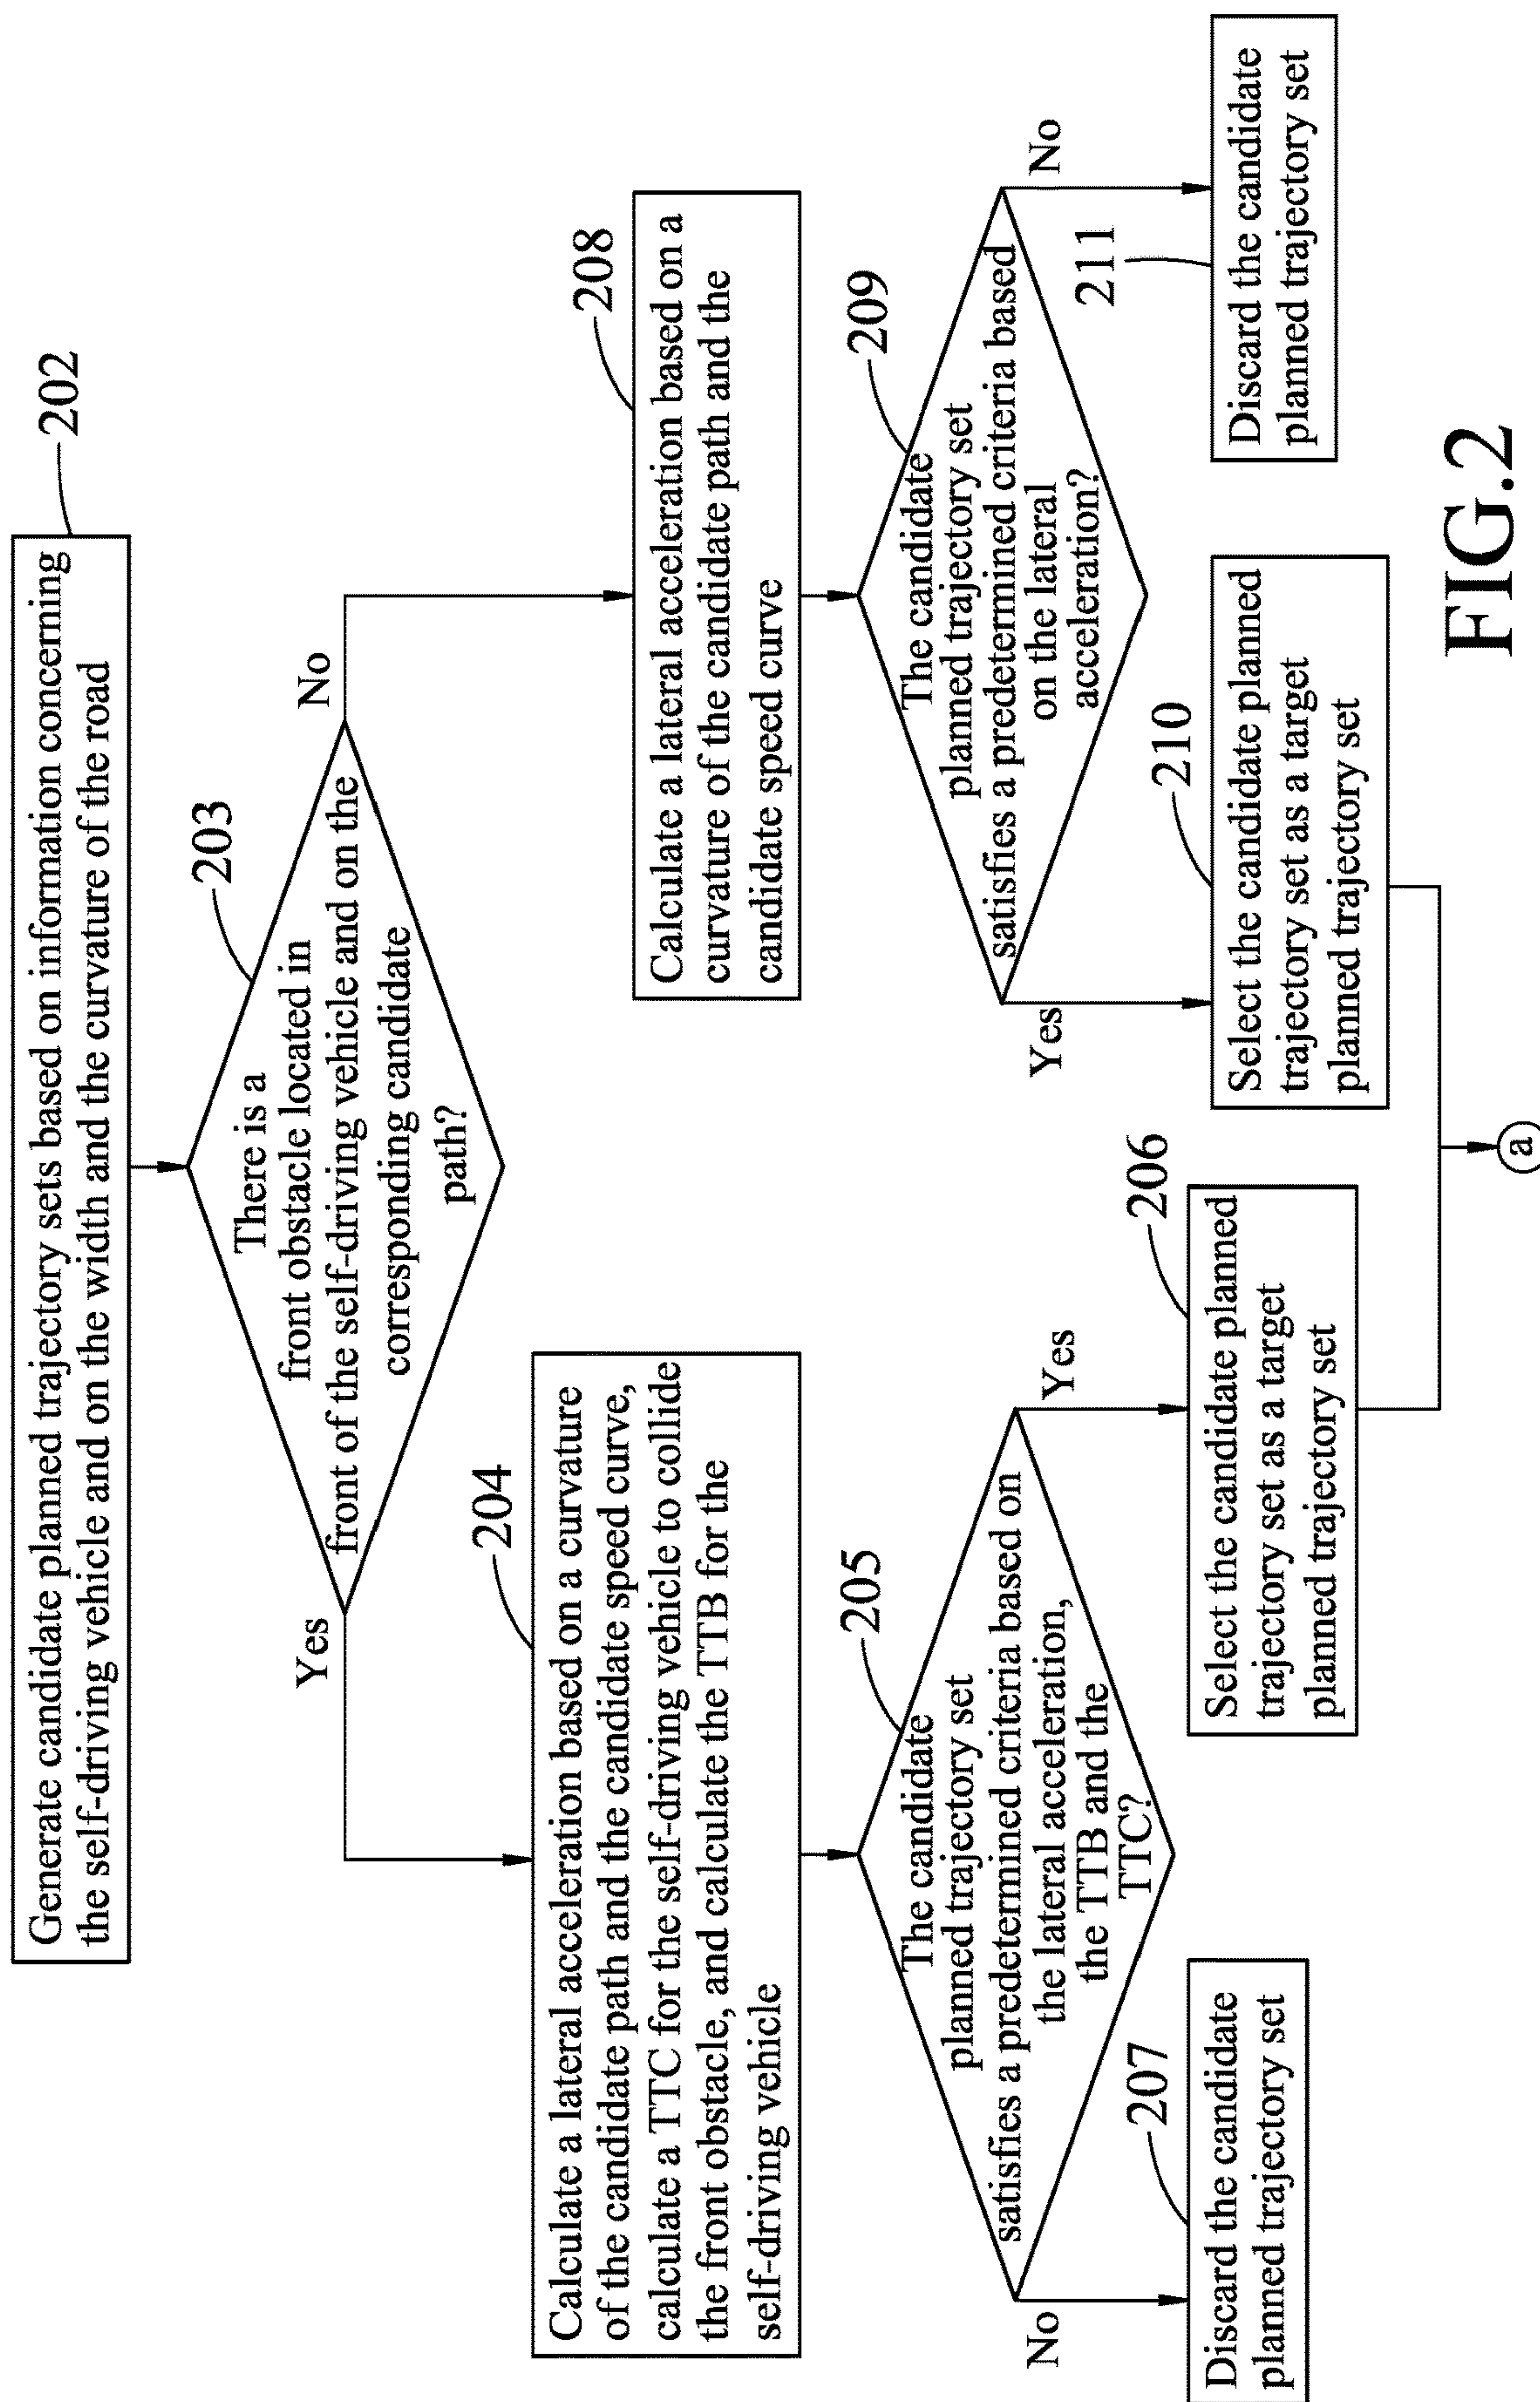 Generate candidate planned trajectory sets based on information concerning
the self-driving vehicle and on the width and the curvature of the road
202
There is a
front obstacle located in
front of the self-driving vehicle and on the
corresponding candidate
path?
203
Yes
No
Calculate a lateral acceleration based on a curvature
of the candidate path and the candidate speed curve,
calculate a TTC for the self-driving vehicle to collide
the front obstacle, and calculate the TTB for the
self-driving vehicle
204
Calculate a lateral acceleration based on a
curvature of the candidate path and the
candidate speed curve
208
The candidate
planned trajectory set
satisfies a predetermined criteria based on
the lateral acceleration,
the TTB and the
TTC?
205
No
Yes
The candidate
planned trajectory set
satisfies a predetermined criteria based
on the lateral
acceleration?
209
Yes
No
Discard the candidate
planned trajectory set
207
Select the candidate planned
trajectory set as a target
planned trajectory set
206
Select the candidate planned
trajectory set as a target
planned trajectory set
210
Discard the candidate
planned trajectory set
211
a
FIG.2